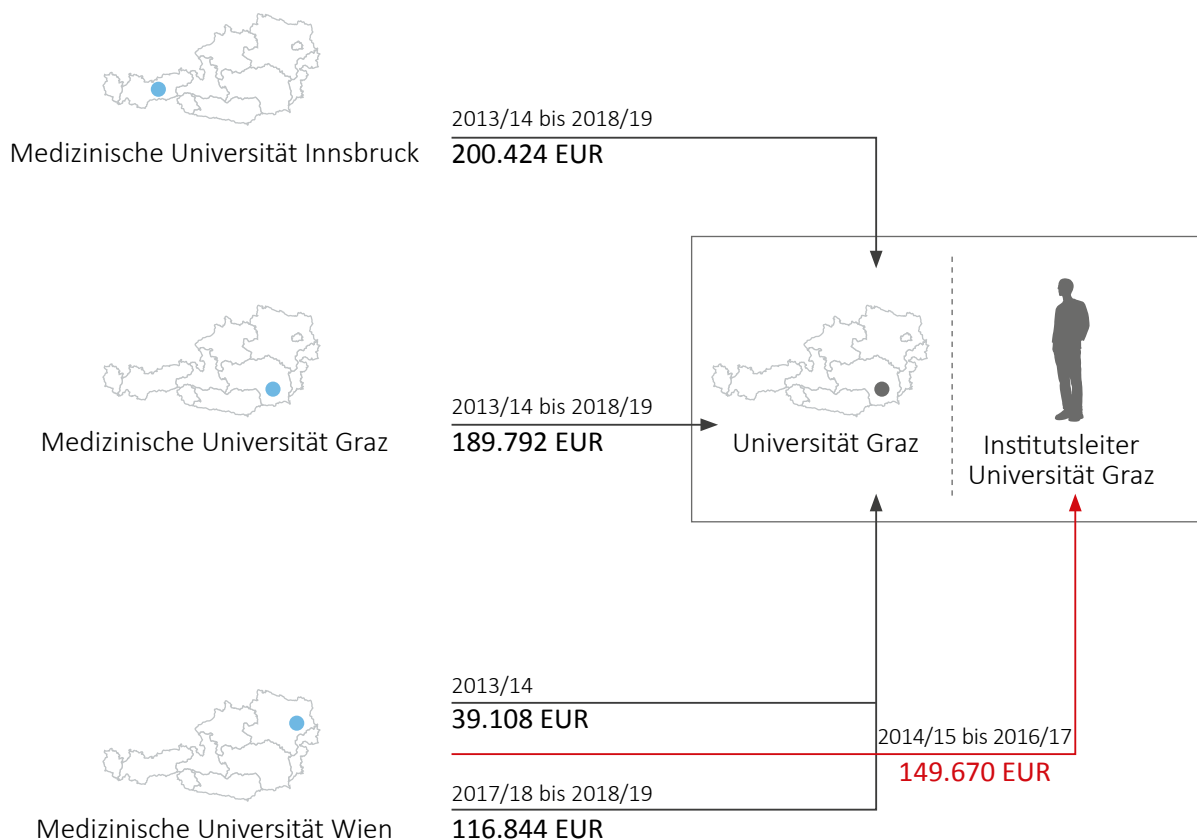 2013/14 bis 2018/19
Medizinische Universität Innsbruck
200.424 EUR
2013/14 bis 2018/19
Medizinische Universität Graz
189.792 EUR
Universität Graz
Institutsleiter
Universität Graz
2013/14
39.108 EUR
2014/15 bis 2016/17
149.670 EUR
2017/18 bis 2018/19
Medizinische Universität Wien
116.844 EUR